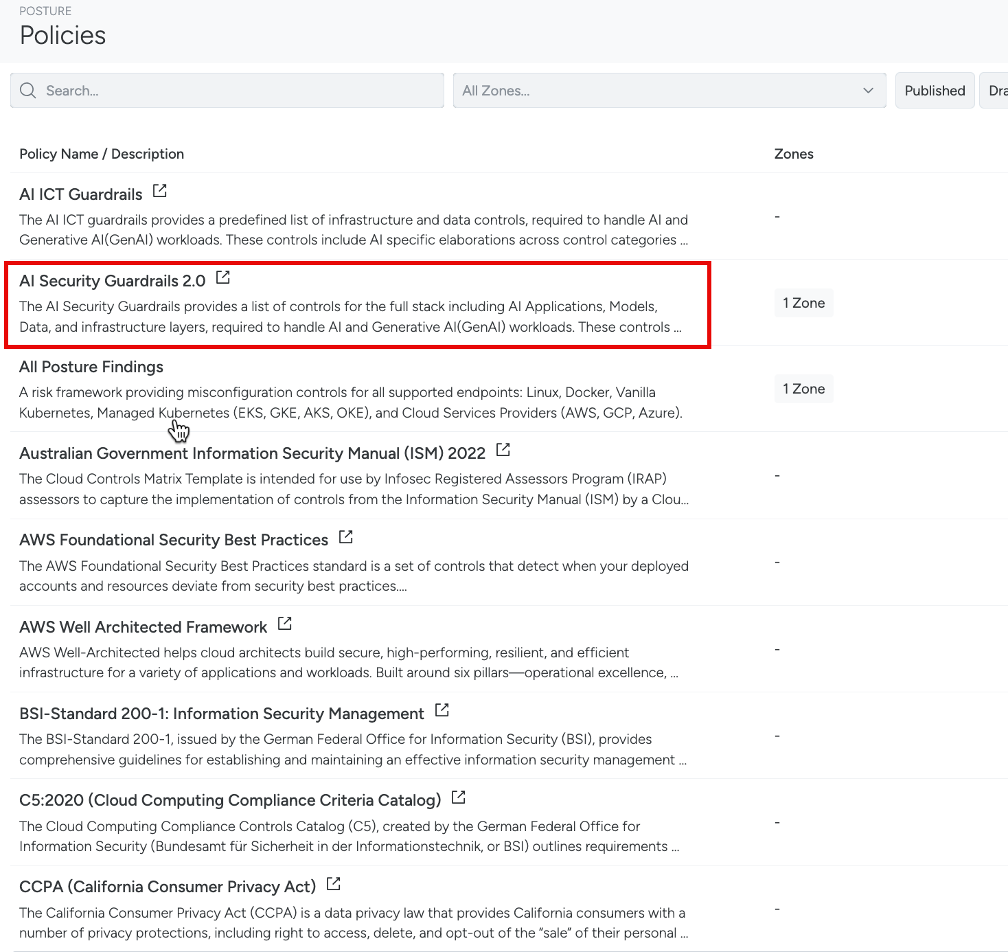 POSTURE
Policies
Search...
All Zones...
Published
Dra
Policy Name / Description
Zones
AI ICT Guardrails
The AI ICT guardrails provides a predefined list of infrastructure and data controls, required to handle AI and
-
Generative AI(GenAI) workloads. These controls include AI specific elaborations across control categories ...
AI Security Guardrails 2.0
The AI Security Guardrails provides a list of controls for the full stack including AI Applications, Models,
1 Zone
Data, and infrastructure layers, required to handle AI and Generative AI(GenAI) workloads. These controls ...
All Posture Findings
A risk framework providing misconfiguration controls for all supported endpoints: Linux, Docker, Vanilla
1 Zone
Kubernetes, Managed Kubernetes (EKS, GKE, AKS, OKE), and Cloud Services Providers (AWS, GCP, Azure).
Australian Government Information Security Manual (ISM) 2022
The Cloud Controls Matrix Template is intended for use by Infosec Registered Assessors Program (IRAP)
-
assessors to capture the implementation of controls from the Information Security Manual (ISM) by a Clou...
AWS Foundational Security Best Practices
The AWS Foundational Security Best Practices standard is a set of controls that detect when your deployed
-
accounts and resources deviate from security best practices....
AWS Well Architected Framework
AWS Well-Architected helps cloud architects build secure, high-performing, resilient, and efficient
-
infrastructure for a variety of applications and workloads. Built around six pillars—operational excellence, ...
BSI-Standard 200-1: Information Security Management
The BSI-Standard 200-1, issued by the German Federal Office for Information Security (BSI), provides
-
comprehensive guidelines for establishing and maintaining an effective information security management ...
C5:2020 (Cloud Computing Compliance Criteria Catalog)
The Cloud Computing Compliance Controls Catalog (C5), created by the German Federal Office for
-
Information Security (Bundesamt für Sicherheit in der Informationstechnik, or BSI) outlines requirements ...
CCPA (California Consumer Privacy Act)
The California Consumer Privacy Act (CCPA) is a data privacy law that provides California consumers with a
-
number of privacy protections, including right to access, delete, and opt-out of the “sale” of their personal ...